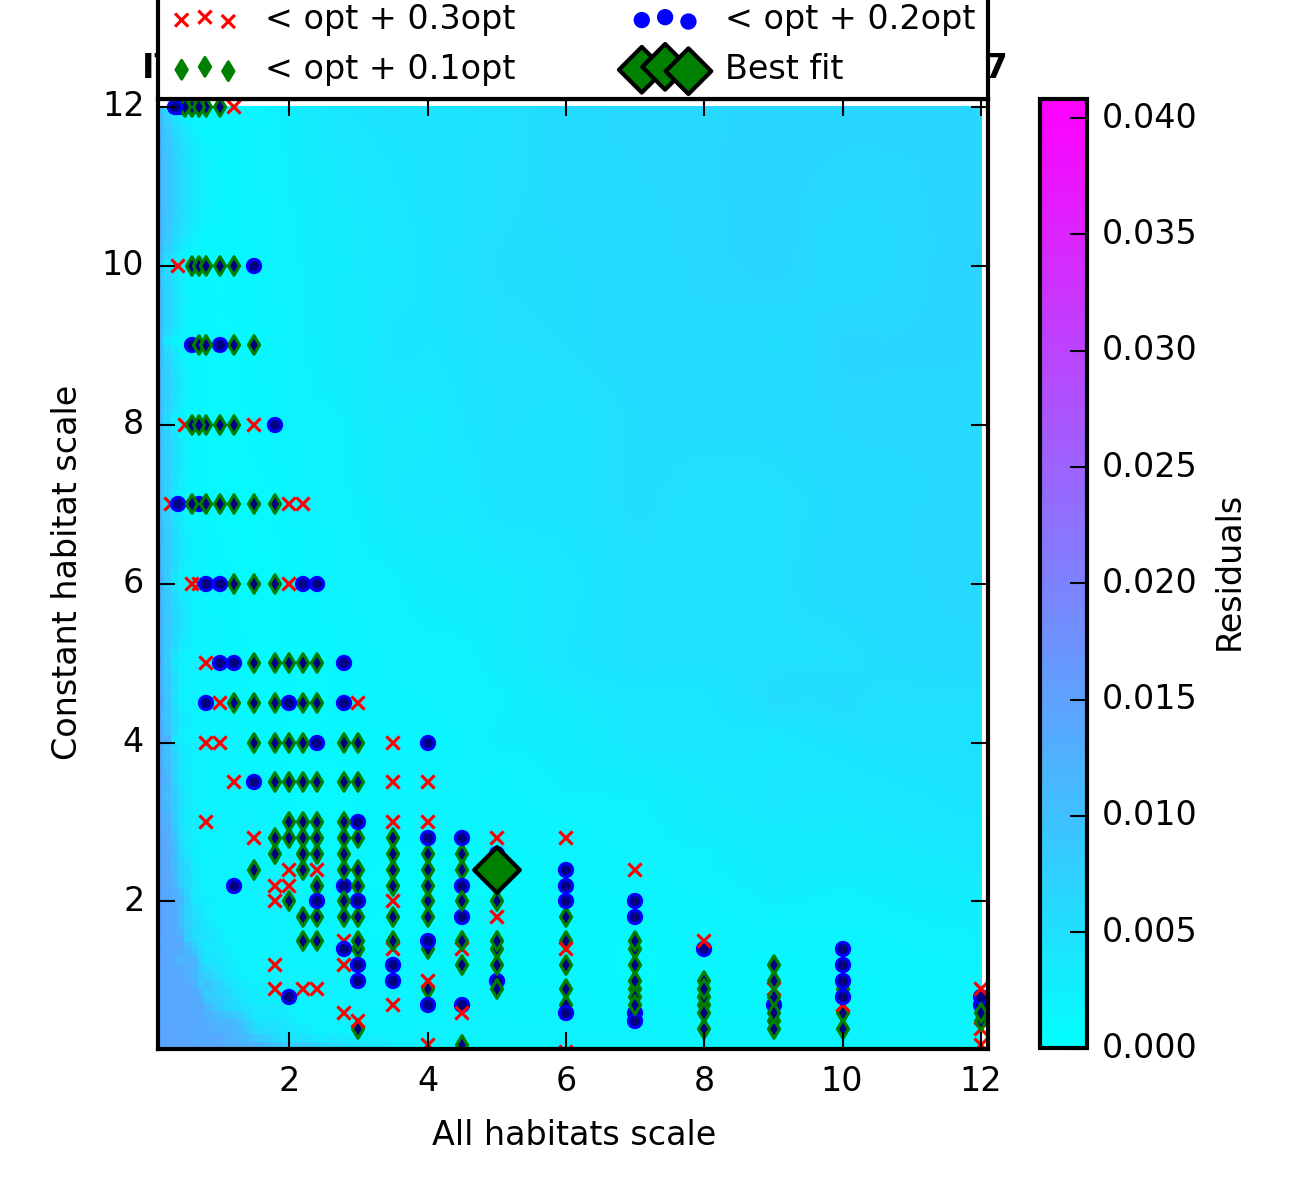 < opt + 0.3opt
< opt + 0.2opt
< opt + 0.1opt
Best fit
7
12
10
8
6
4
2
Constant habitat scale
2 4 6 8 10 12
All habitats scale
0.040
0.035
0.030
0.025
0.020
0.015
0.010
0.005
0.000
Residuals